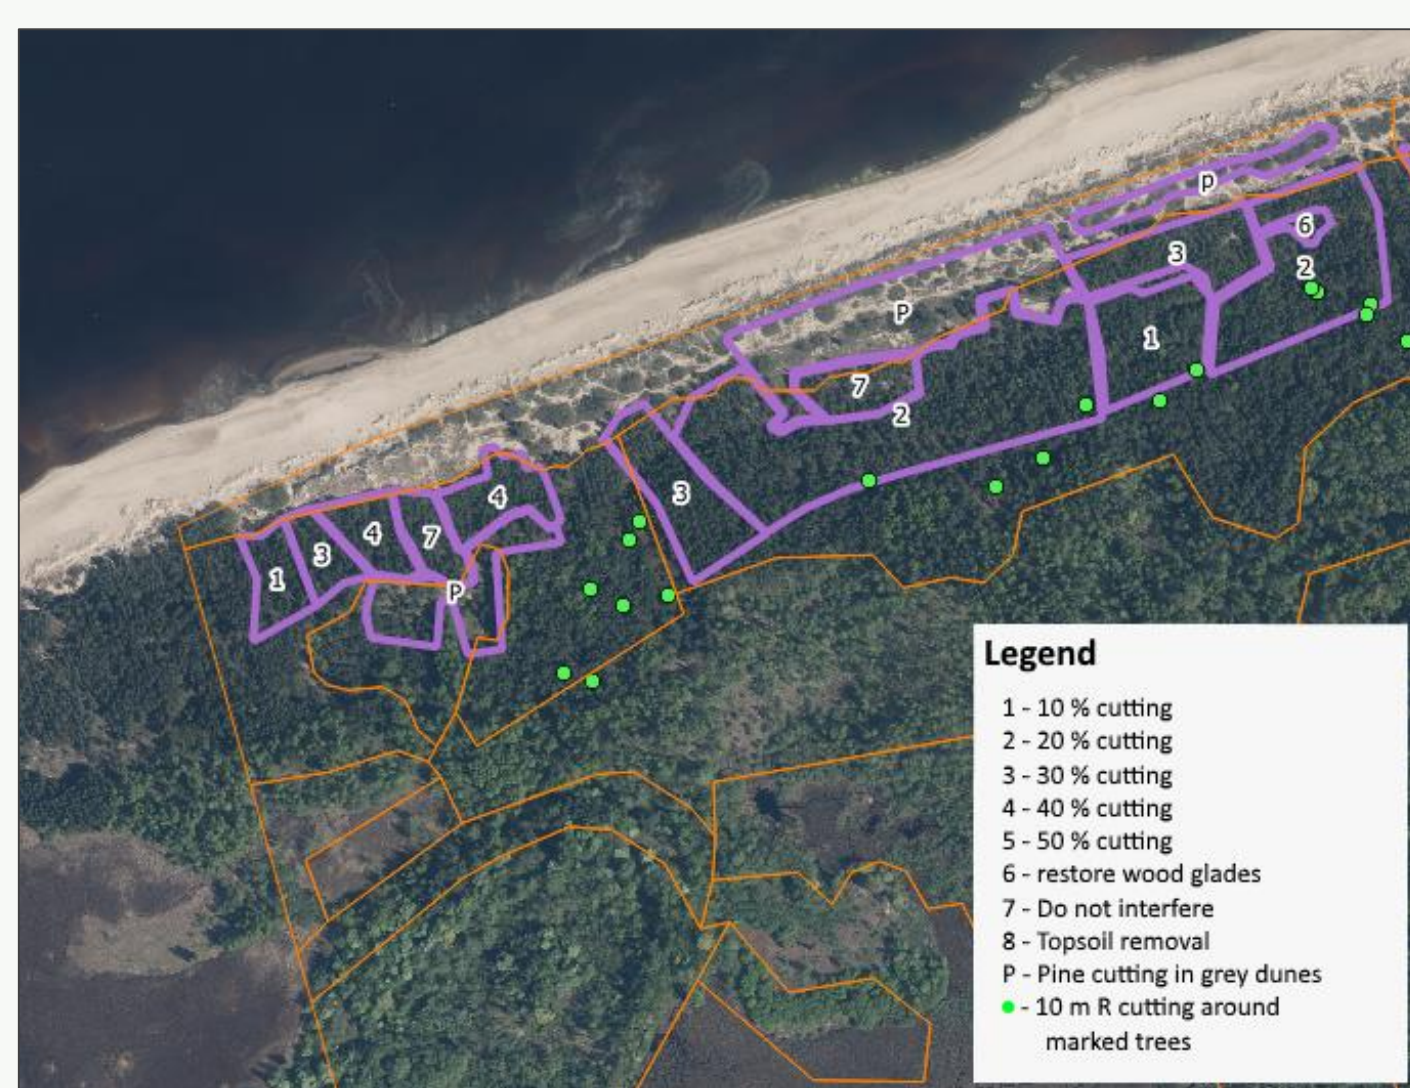 p
6
3
2
P
1
7
2
4
3
4
7
3
1
P
Legend
1 - 10 % cutting
2 - 20 % cutting
3 - 30 % cutting
4 - 40 % cutting
5 - 50 % cutting
6 - restore wood glades
7 - Do not interfere
8 - Topsoil removal
P - Pine cutting in grey dunes
- 10 m R cutting around
marked trees